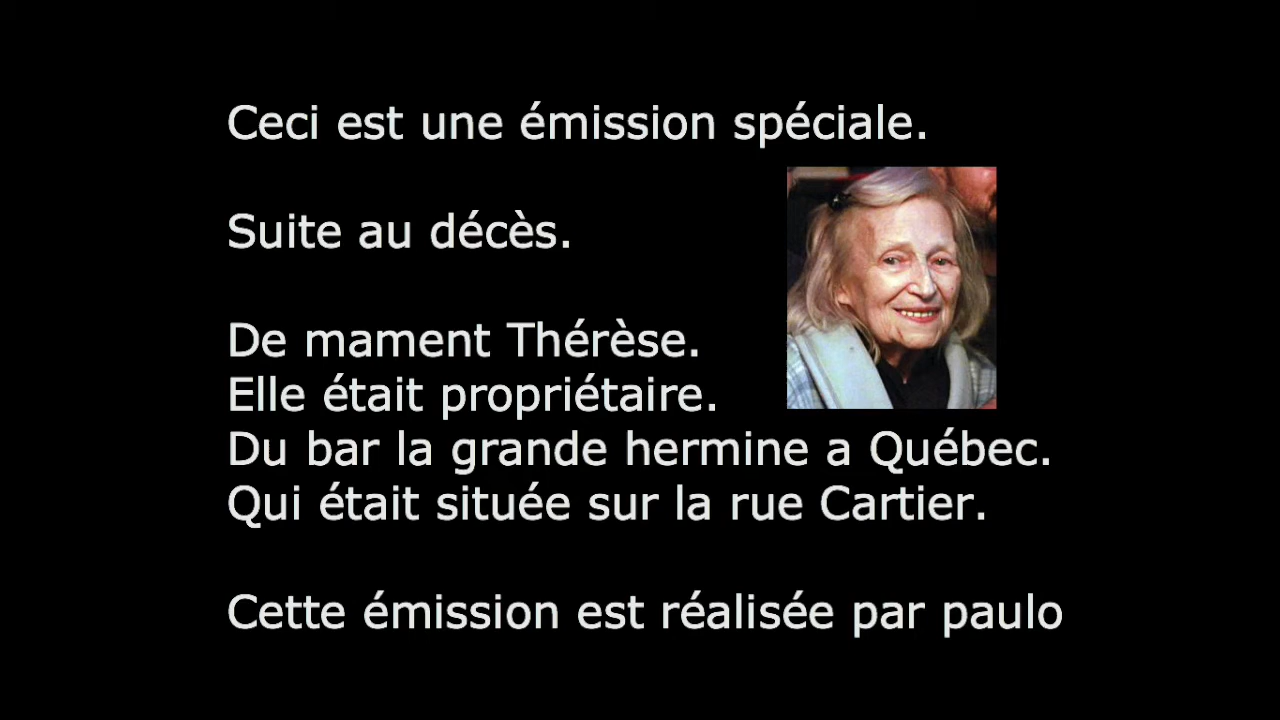 Ceci est une émission spéciale.
Suite au décès.
De mament Thérèse.
Elle était propriétaire.
Du bar la grande hermine a Québec.
Qui était située sur la rue Cartier.
Cette émission est réalisée par paulo